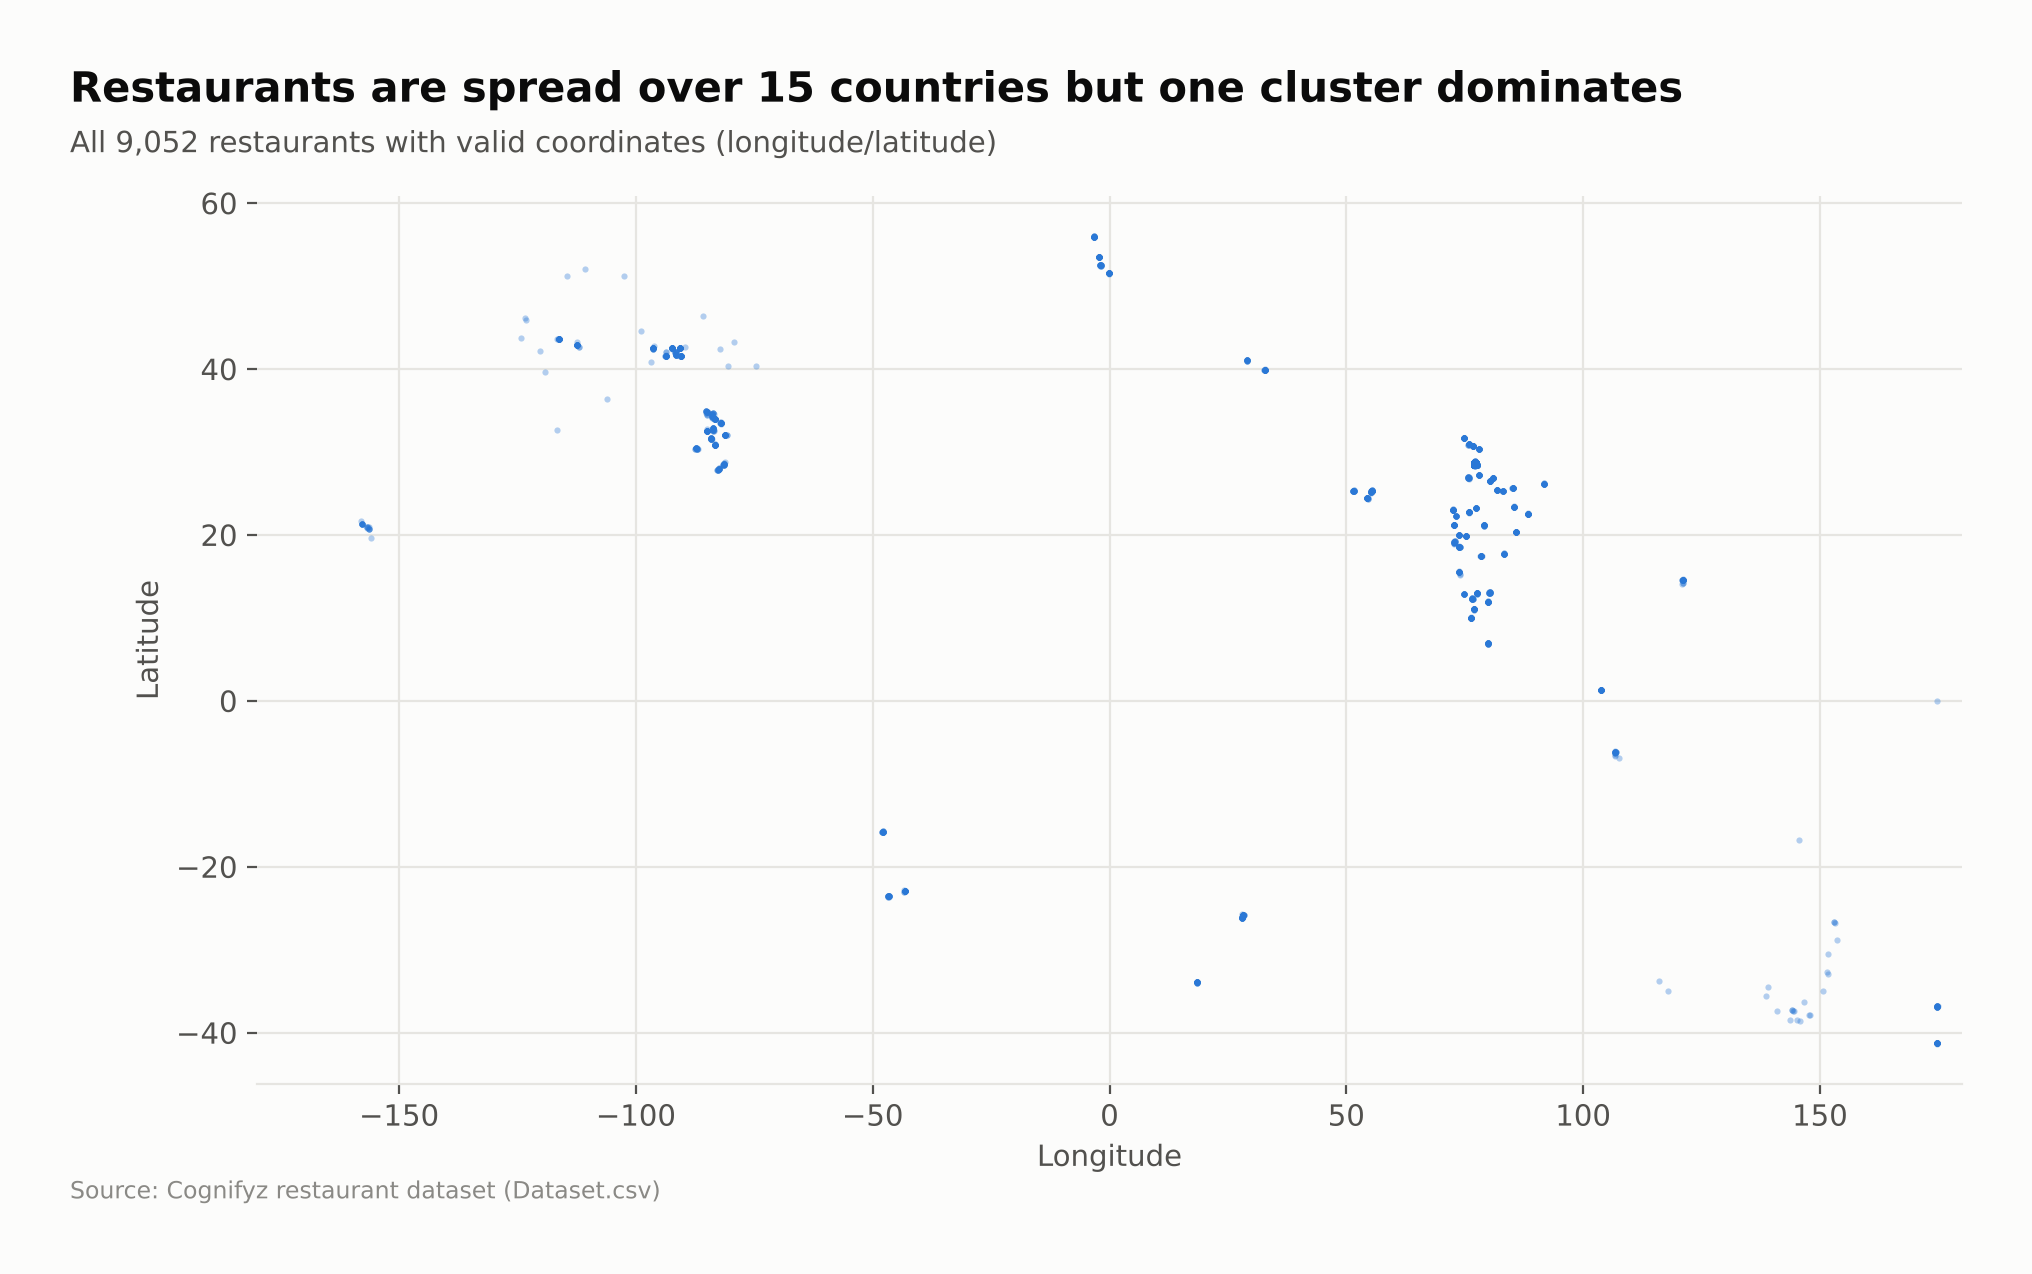 Restaurants are spread over 15 countries but one cluster dominates
All 9,052 restaurants with valid coordinates (longitude/latitude)
60
40
20
0
−20
−40
Latitude
−150
−100
−50
0
50
100
150
Longitude
Source: Cognifyz restaurant dataset (Dataset.csv)